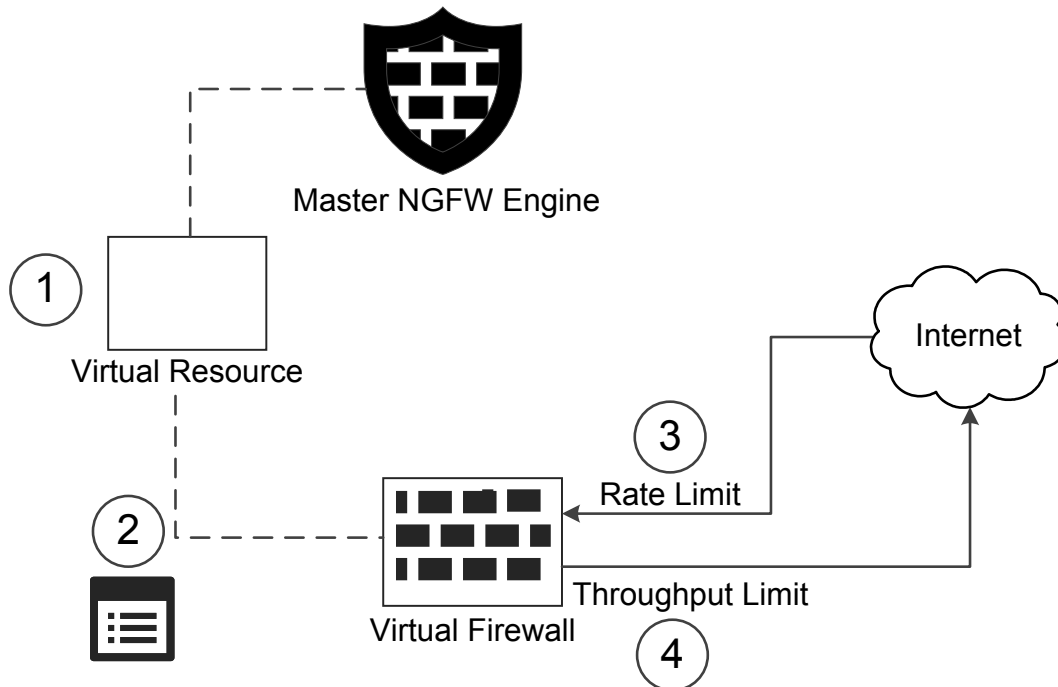 Master NGFW Engine
1
Virtual Resource
Internet
3
Rate Limit
2
Throughput Limit
Virtual Firewall
4